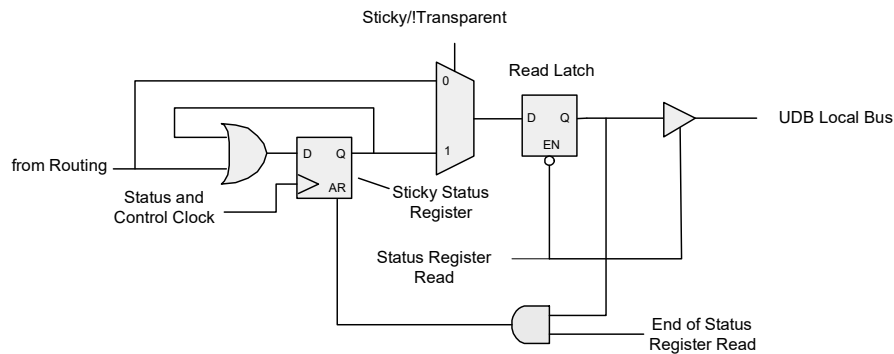 Sticky/!Transparent
Read Latch
0
D Q
EN
UDB Local Bus
1
D Q
AR
from Routing
Sticky Status
Register
Status and
Control Clock
Status Register
Read
End of Status
Register Read